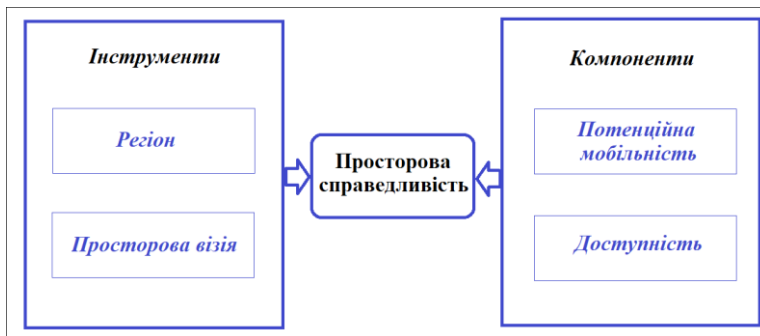 Інструменти
Регіон
Просторова візія
Просторова
справедливість
Компоненти
Потенційна
мобільність
Доступність